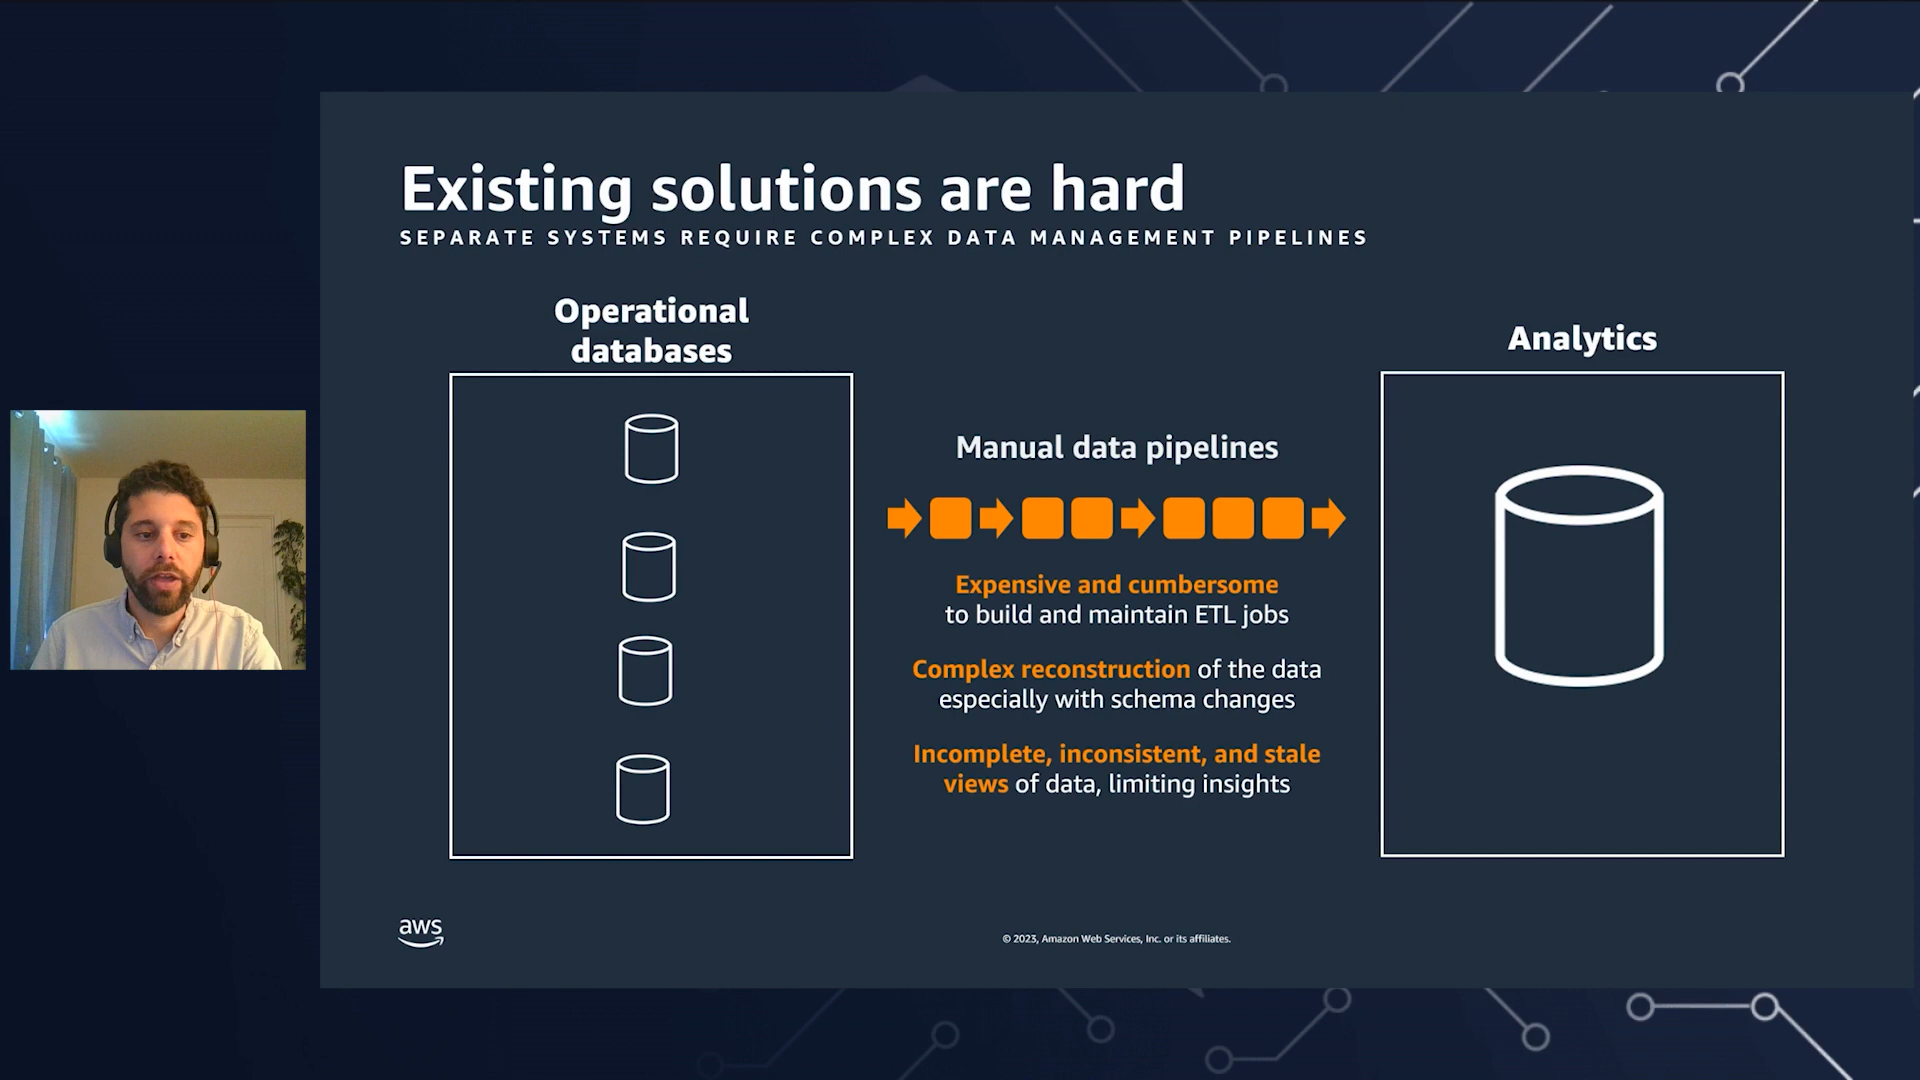 Existing solutions are hard
SEPARATE SYSTEMS REQUIRE COMPLEX DATA MANAGEMENT PIPELINES
Operational
databases
Manual data pipelines
Expensive and cumbersome
to build and maintain ETL jobs
Complex reconstruction of the data
especially with schema changes
Incomplete, inconsistent, and stale
views of data, limiting insights
Analytics
aws
© 2023, Amazon Web Services, Inc. or its affiliates.